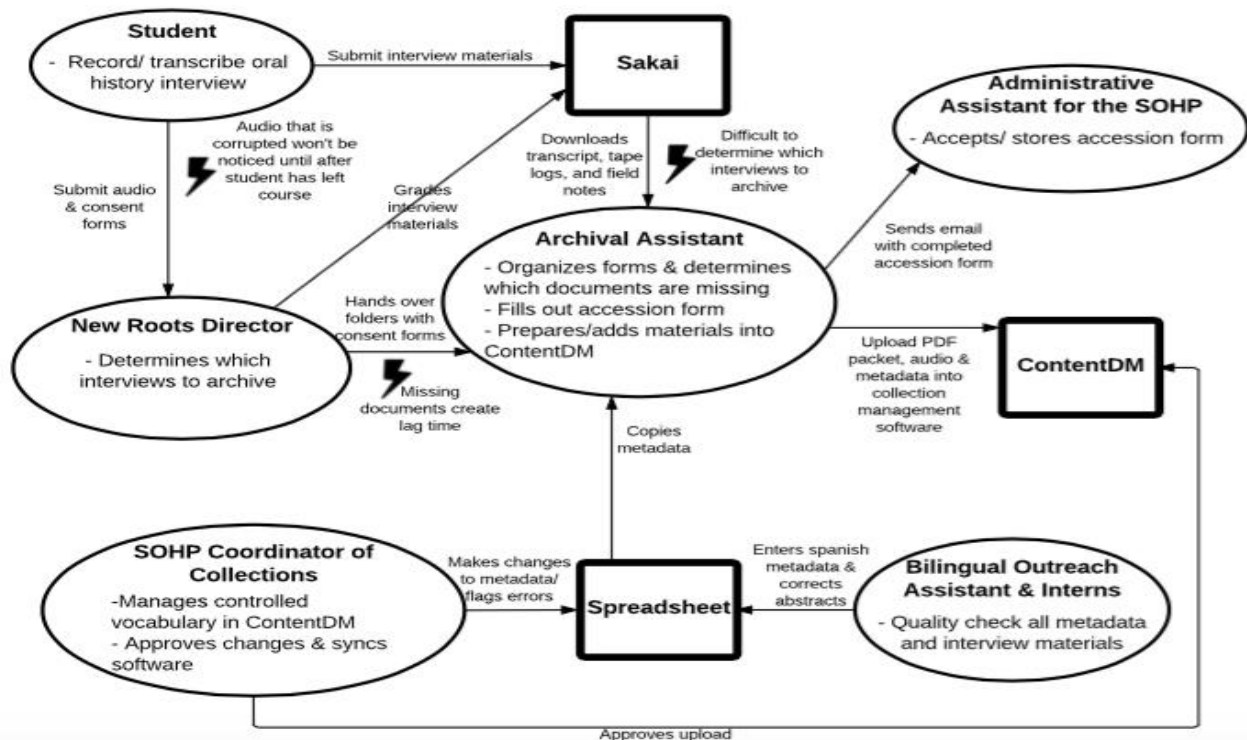 Student
- Record/ transcribe oral
history interview
Submit interview materials
Sakai
Administrative
Assistant for the SOHP
- Accepts/ stores accession form
Audio that is
corrupted won't be
noticed until after
student has left
course
Submit audio
& consent
forms
Grades
interview
materials
Downloads
transcript, tape
logs, and field
notes
Difficult to
determine which
interviews to
archive
Archival Assistant
- Organizes forms & determines
which documents are missing
- Fills out accession form
- Prepares/adds materials into
ContentDM
Sends email
with completed
accession form
New Roots Director
- Determines which
interviews to archive
Hands over
folders with
consent forms
Missing
documents create
lag time
Upload PDF
packet, audio &
metadata into
collection
management
software
ContentDM
Copies
metadata
SOHP Coordinator of
Collections
-Manages controlled
vocabulary in ContentDM
- Approves changes & syncs
software
Makes changes
to metadata/
flags errors
Spreadsheet
Enters spanish
metadata &
corrects
abstracts
Bilingual Outreach
Assistant & Interns
- Quality check all metadata
and interview materials
Approves upload